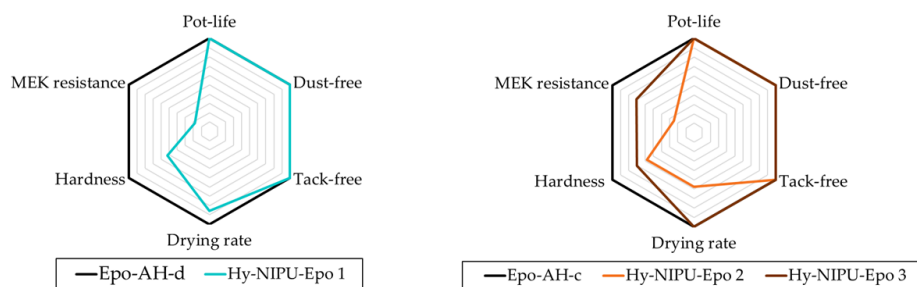 Pot-life
MEK resistance
Dust-free
Hardness
Tack-free
Drying rate
Epo-AH-d
Hy-NIPU-Epo 1
Pot-life
MEK resistance
Dust-free
Hardness
Tack-free
Drying rate
Epo-AH-c
Hy-NIPU-Epo 2
Hy-NIPU-Epo 3